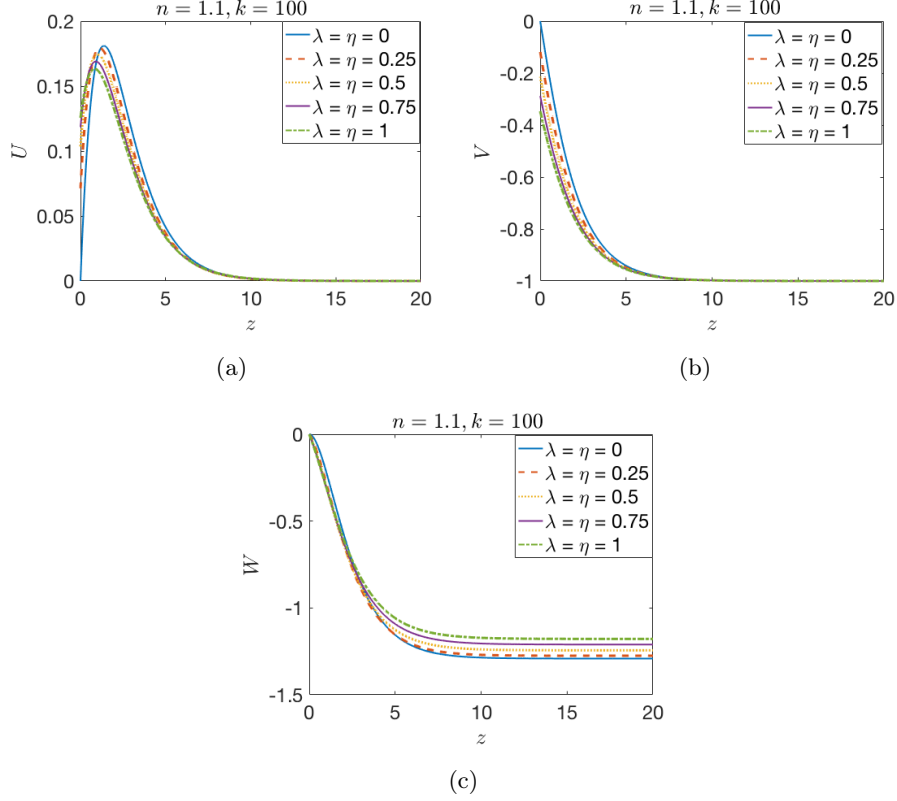 n = 1.1, k = 100
0.2
0.15
0.1
0.05
0
U
0 5 10 15 20
z
λ = η = 0
λ = η = 0.25
λ = η = 0.5
λ = η = 0.75
λ = η = 1
(a)
n = 1.1, k = 100
0
-0.2
-0.4
-0.6
-0.8
-1
V
0 5 10 15 20
z
λ = η = 0
λ = η = 0.25
λ = η = 0.5
λ = η = 0.75
λ = η = 1
(b)
n = 1.1, k = 100
0
-0.5
-1
-1.5
W
0 5 10 15 20
z
λ = η = 0
λ = η = 0.25
λ = η = 0.5
λ = η = 0.75
λ = η = 1
(c)